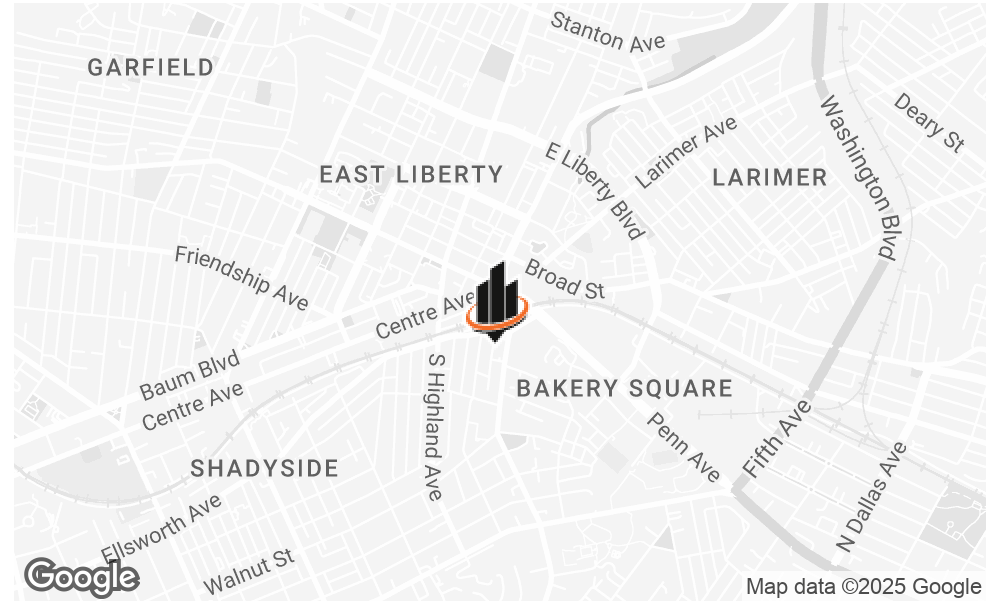 Stanton Ave
GARFIELD
Deary St
Washington Blvd
Larimer Ave
E Liberty Blvd
EAST LIBERTY
LARIMER
Friendship Ave
Broad St
Centre Ave
Baum Blvd
Centre Ave
S Highland Ave
BAKERY SQUARE
Penn Ave
Fifth Ave
SHADYSIDE
N Dallas Ave
Ellsworth Ave
Walnut St
Google
Map data ©2025 Google